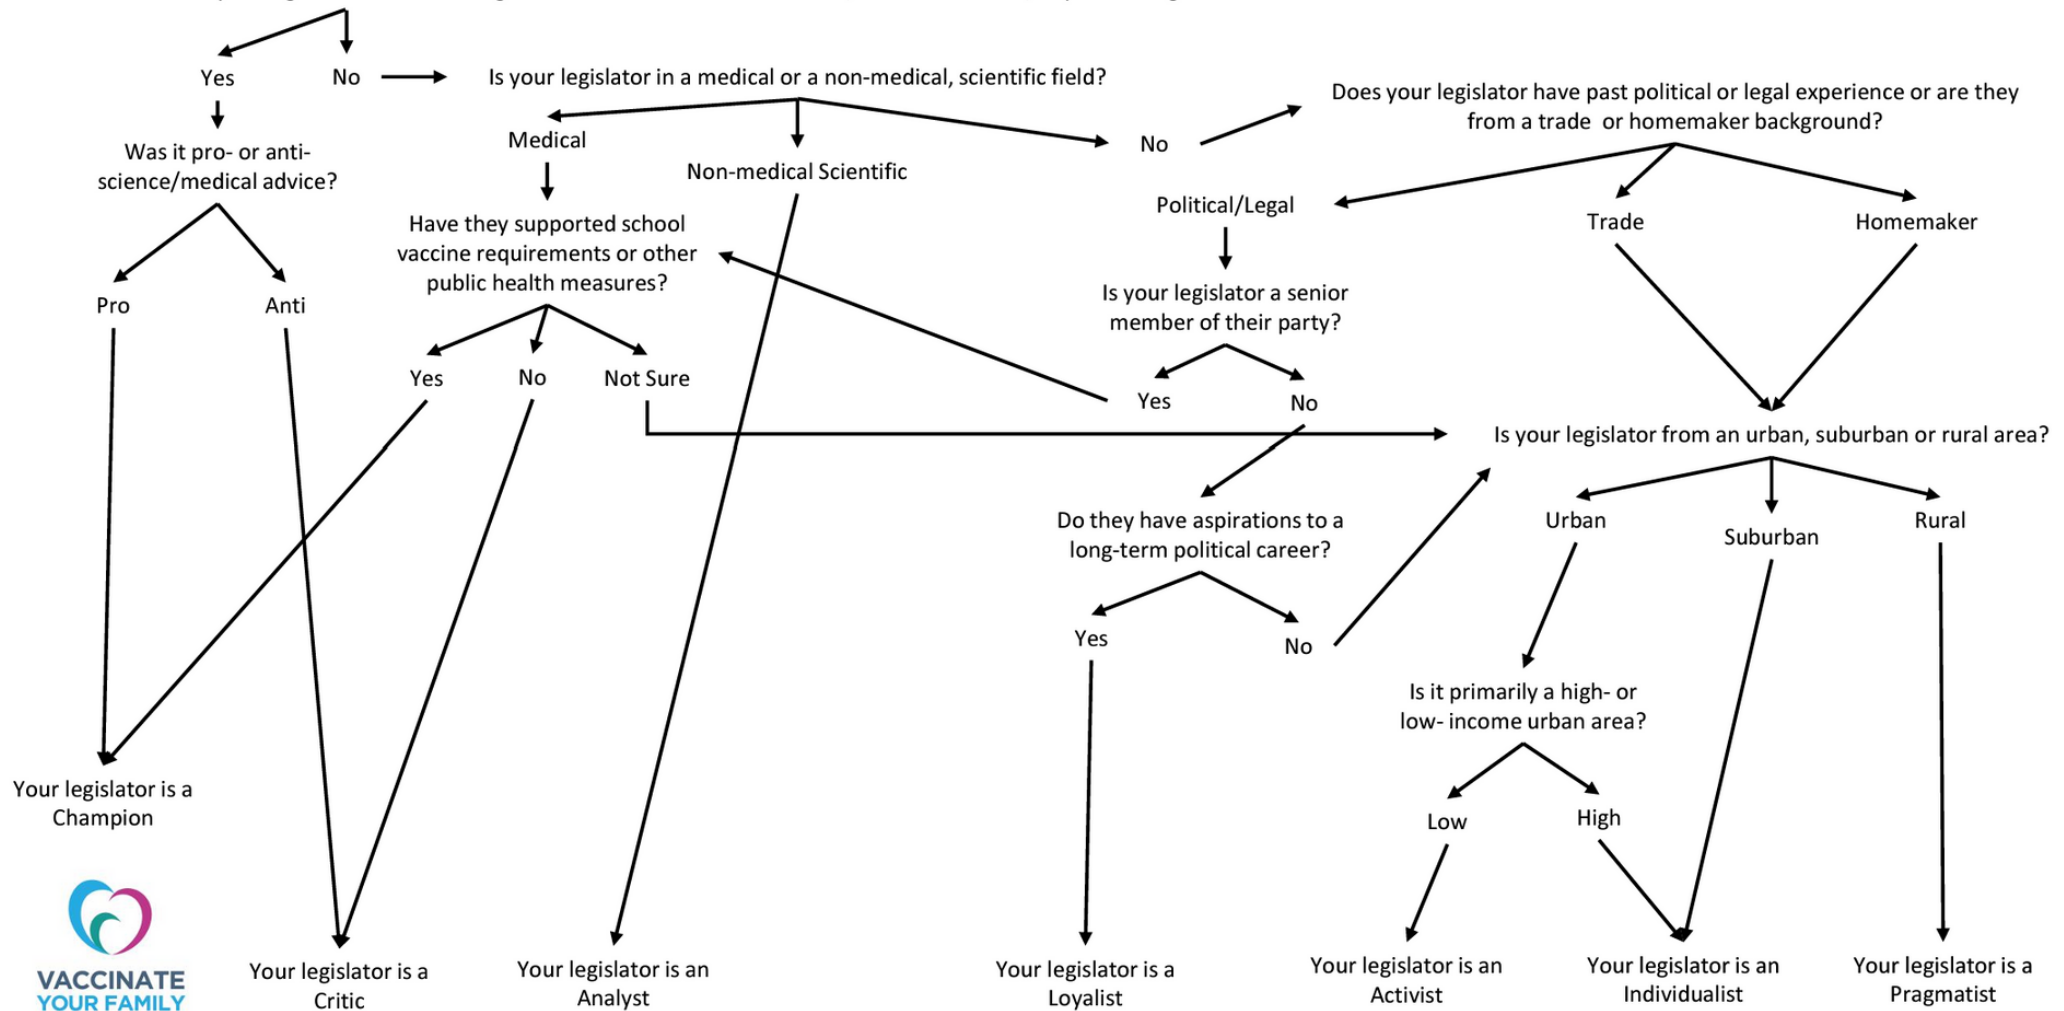 Yes
No
Is your legislator in a medical or a non-medical, scientific field?
Does your legislator have past political or legal experience or are they
from a trade or homemaker background?
Was it pro- or anti-
science/medical advice?
Medical
Non-medical Scientific
No
Political/Legal
Trade
Homemaker
Have they supported school
vaccine requirements or other
public health measures?
Is your legislator a senior
member of their party?
Pro
Anti
Yes
No
Not Sure
Yes
No
Is your legislator from an urban, suburban or rural area?
Do they have aspirations to a
long-term political career?
Urban
Suburban
Rural
Yes
No
Is it primarily a high- or
low- income urban area?
Low
High
Your legislator is a
Champion
VACCINATE
YOUR FAMILY
Your legislator is a
Critic
Your legislator is an
Analyst
Your legislator is a
Loyalist
Your legislator is an
Activist
Your legislator is an
Individualist
Your legislator is a
Pragmatist